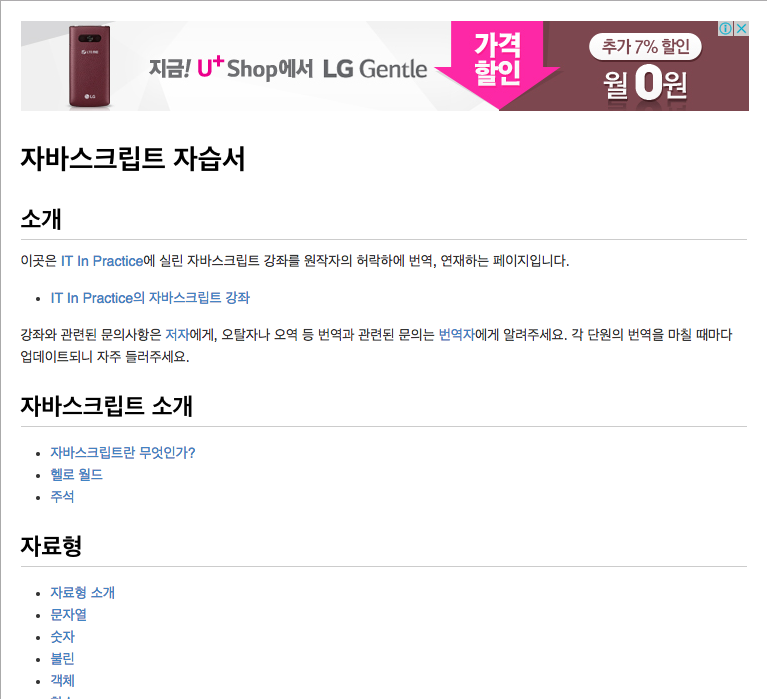 지금! U+Shop에서 LG Gentle
가격
할인
추가 7% 할인
월 0원
LG
자바스크립트 자습서
소개
이곳은 IT In Practice에 실린 자바스크립트 강좌를 원작자의 허락하에 번역, 연재하는 페이지입니다.
IT In Practice의 자바스크립트 강좌
강좌와 관련된 문의사항은 저자에게, 오탈자나 오역 등 번역과 관련된 문의는 번역자에게 알려주세요. 각 단원의 번역을 마칠 때마다
업데이트되니 자주 들러주세요.
자바스크립트 소개
자바스크립트란 무엇인가?
헬로 월드
주석
자료형
자료형 소개
문자열
숫자
불린
객체